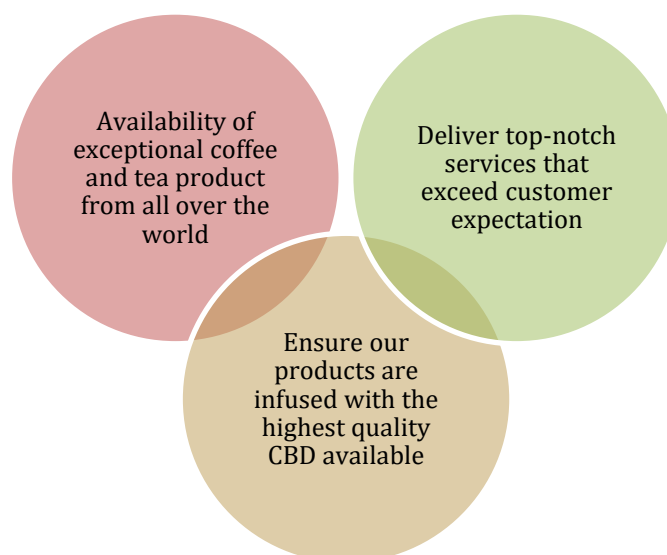 Availability of
exceptional coffee
and tea product
from all over the
world
Deliver top-notch
services that
exceed customer
expectation
Ensure our
products are
infused with the
highest quality
CBD available